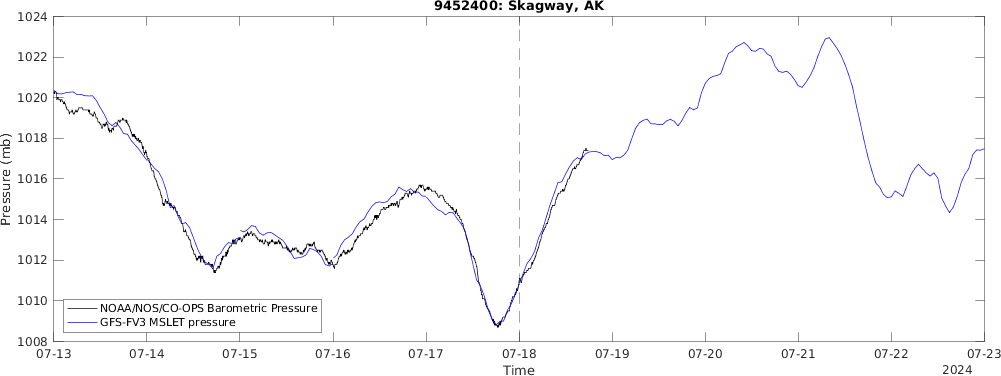 9452400: Skagway, AK
1024
1022
1020
1018
1016
1014
1012
1010
1008
Pressure (mb)
NOAA/NOS/CO-OPS Barometric Pressure
GFS-FV3 MSLET pressure
07-13 07-14 07-15 07-16 07-17 07-18 07-19 07-20 07-21 07-22 07-23
Time
2024